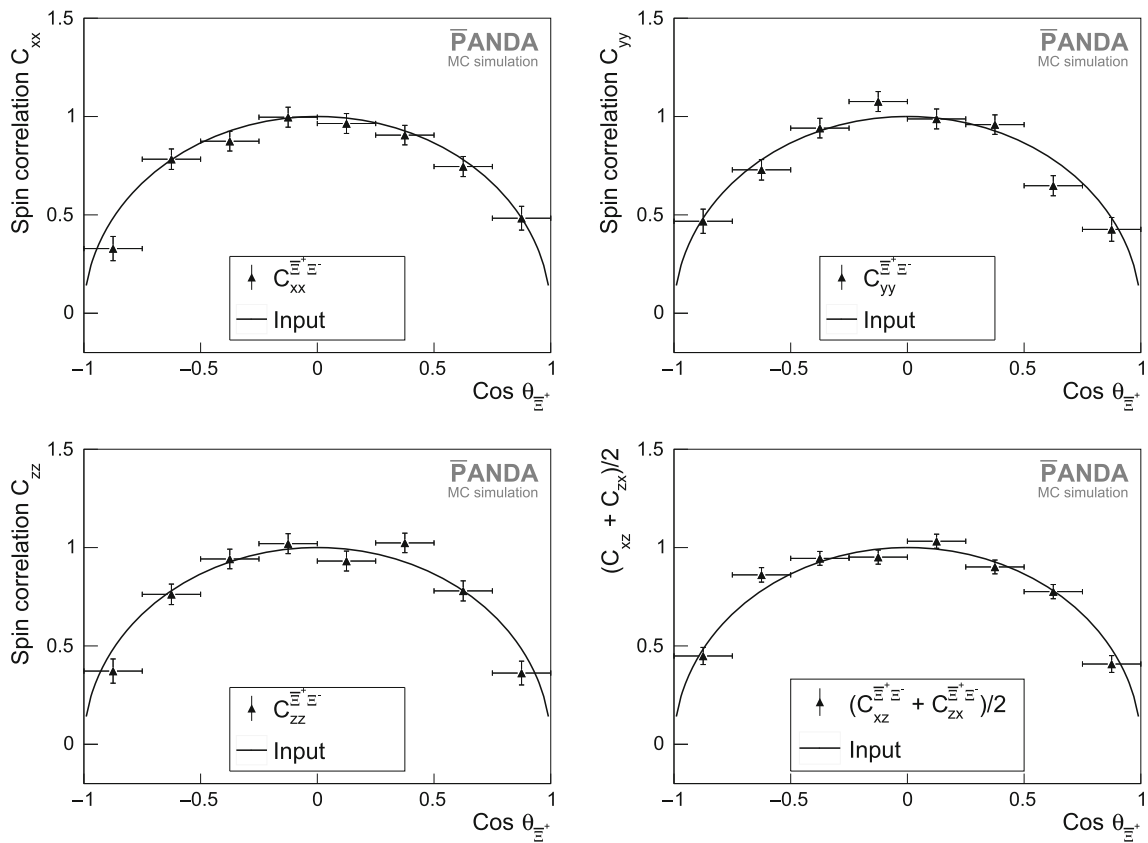 1.5
1
0.5
0
Spin correlation C_xx
P̅ANDA
MC simulation
C_xx^{Ξ̅⁺Ξ⁻}
Input
−1
−0.5
0
0.5
1
Cos θ_Ξ̅⁺
1.5
1
0.5
0
Spin correlation C_yy
P̅ANDA
MC simulation
C_yy^{Ξ̅⁺Ξ⁻}
Input
−1
−0.5
0
0.5
1
Cos θ_Ξ̅⁺
1.5
1
0.5
0
Spin correlation C_zz
P̅ANDA
MC simulation
C_zz^{Ξ̅⁺Ξ⁻}
Input
−1
−0.5
0
0.5
1
Cos θ_Ξ̅⁺
1.5
1
0.5
0
(C_xz + C_zx)/2
P̅ANDA
MC simulation
(C_xz^{Ξ̅⁺Ξ⁻} + C_zx^{Ξ̅⁺Ξ⁻})/2
Input
−1
−0.5
0
0.5
1
Cos θ_Ξ̅⁺